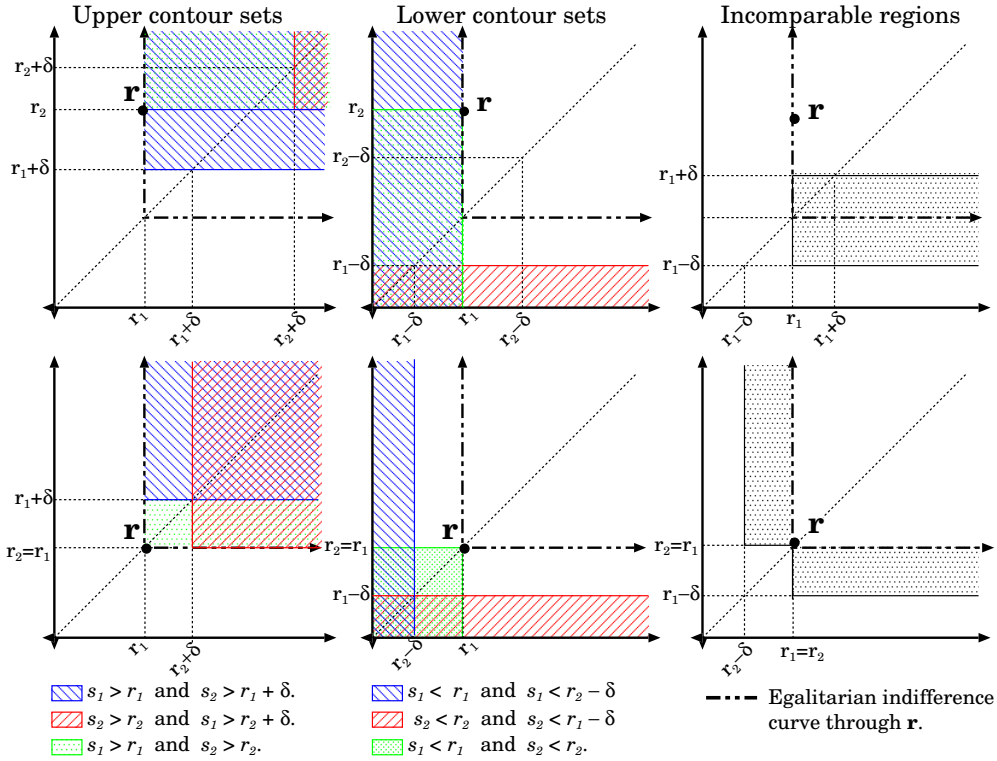 Upper contour sets
Lower contour sets
Incomparable regions
r₂+δ
r
r₂
r₁+δ
r₁
r₁+δ
r₂+δ
r₂
r
r₂−δ
r₁−δ
r₁−δ
r₁
r₂−δ
r
r₁+δ
r₁−δ
r₁−δ
r₁
r₁+δ
r₁+δ
r
r₂=r₁
r₁
r₂+δ
r
r₂=r₁
r₁−δ
r₂−δ
r₁
r
r₂=r₁
r₁−δ
r₂−δ
r₁=r₂
s₁ > r₁ and s₂ > r₁ + δ.
s₂ > r₂ and s₁ > r₂ + δ.
s₁ > r₁ and s₂ > r₂.
s₁ < r₁ and s₁ < r₂ − δ
s₂ < r₂ and s₂ < r₁ − δ
s₁ < r₁ and s₂ < r₂.
Egalitarian indifference
curve through r.